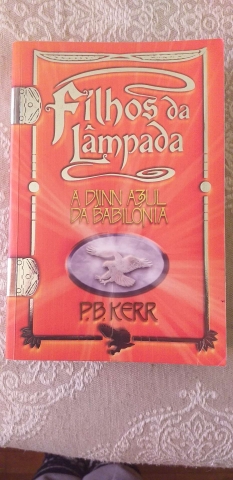 Filhos da
Lâmpada
A DJINN AZUL
DA BABILÓNIA
P.B. KERR